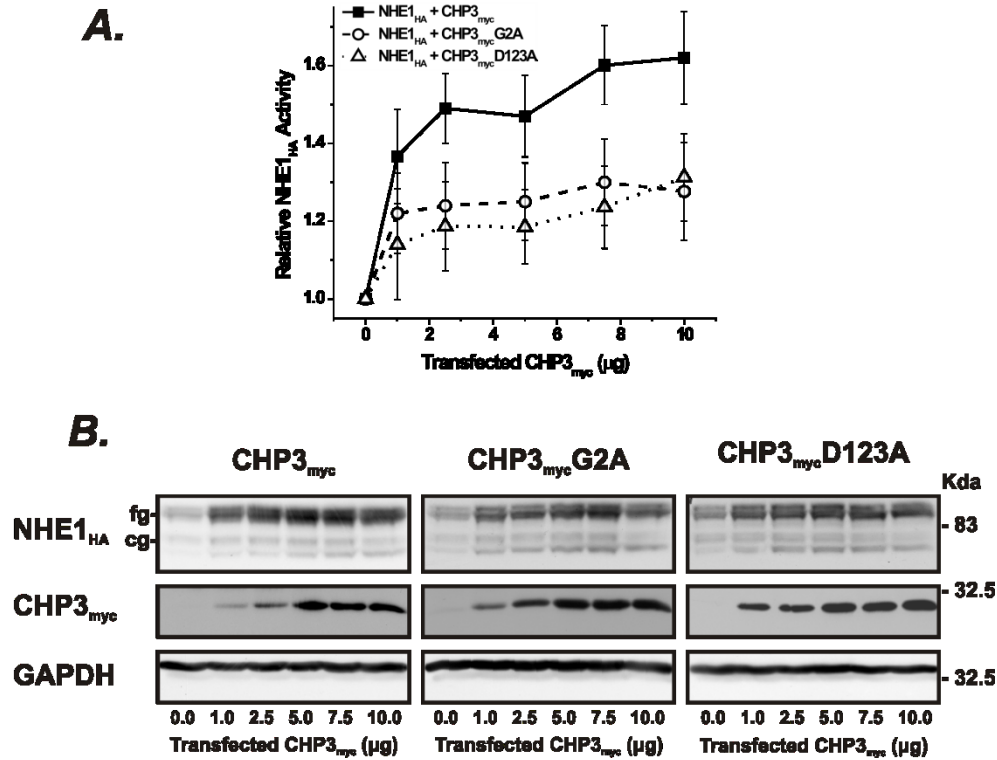 A.
NHE1HA + CHP3myc
NHE1HA + CHP3mycG2A
NHE1HA + CHP3mycD123A
Relative NHE1HA Activity
1.6
1.4
1.2
1.0
0 2 4 6 8 10
Transfected CHP3myc (µg)
B.
CHP3myc CHP3mycG2A CHP3mycD123A
Kda
NHE1HA
fg-
cg-
- 83
CHP3myc
- 32.5
GAPDH
- 32.5
0.0 1.0 2.5 5.0 7.5 10.0 0.0 1.0 2.5 5.0 7.5 10.0 0.0 1.0 2.5 5.0 7.5 10.0
Transfected CHP3myc (µg) Transfected CHP3myc (µg) Transfected CHP3myc (µg)